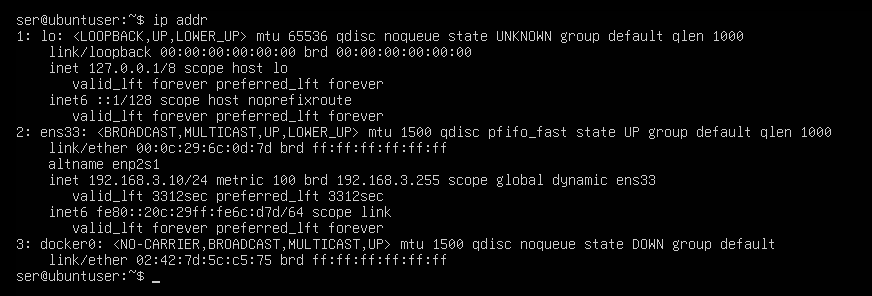 ser@ubuntuser:~$ ip addr
1: lo: <LOOPBACK,UP,LOWER_UP> mtu 65536 qdisc noqueue state UNKNOWN group default qlen 1000
link/loopback 00:00:00:00:00:00 brd 00:00:00:00:00:00
inet 127.0.0.1/8 scope host lo
valid_lft forever preferred_lft forever
inet6 ::1/128 scope host noprefixroute
valid_lft forever preferred_lft forever
2: ens33: <BROADCAST,MULTICAST,UP,LOWER_UP> mtu 1500 qdisc pfifo_fast state UP group default qlen 1000
link/ether 00:0c:29:6c:0d:7d brd ff:ff:ff:ff:ff:ff
altname enp2s1
inet 192.168.3.10/24 metric 100 brd 192.168.3.255 scope global dynamic ens33
valid_lft 3312sec preferred_lft 3312sec
inet6 fe80::20c:29ff:fe6c:d7d/64 scope link
valid_lft forever preferred_lft forever
3: docker0: <NO-CARRIER,BROADCAST,MULTICAST,UP> mtu 1500 qdisc noqueue state DOWN group default
link/ether 02:42:7d:5c:c5:75 brd ff:ff:ff:ff:ff:ff
ser@ubuntuser:~$ _